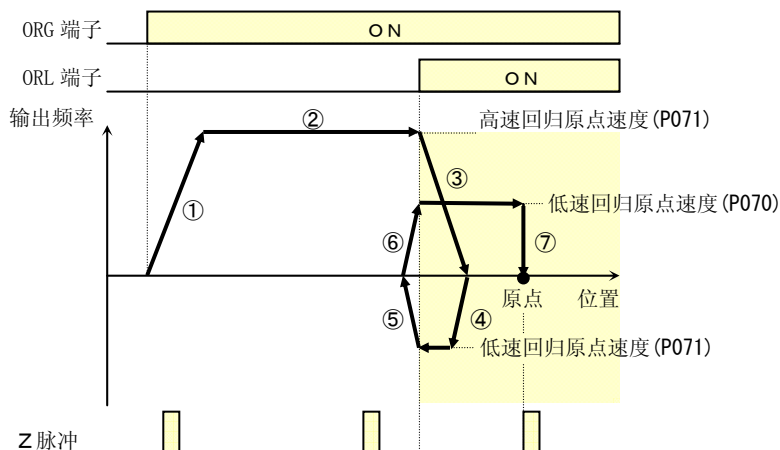 ORG 端子
ON
ORL 端子
ON
输出频率
②
高速回归原点速度(P071)
③
①
低速回归原点速度(P070)
⑥
⑦
原点
位置
⑤
④
低速回归原点速度(P071)
Z 脉冲